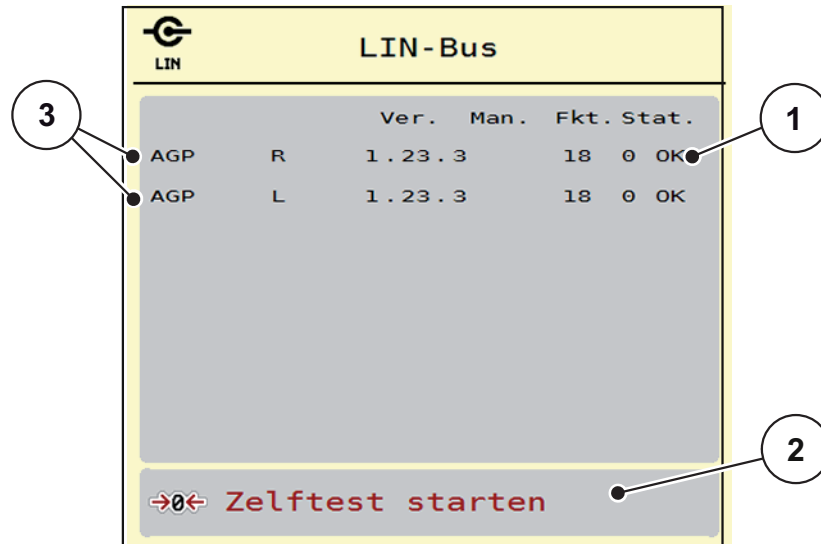 LIN
LIN-Bus
Ver. Man. Fkt. Stat.
3
1
AGP R 1.23.3 18 0 OK
AGP L 1.23.3 18 0 OK
2
→0← Zelftest starten